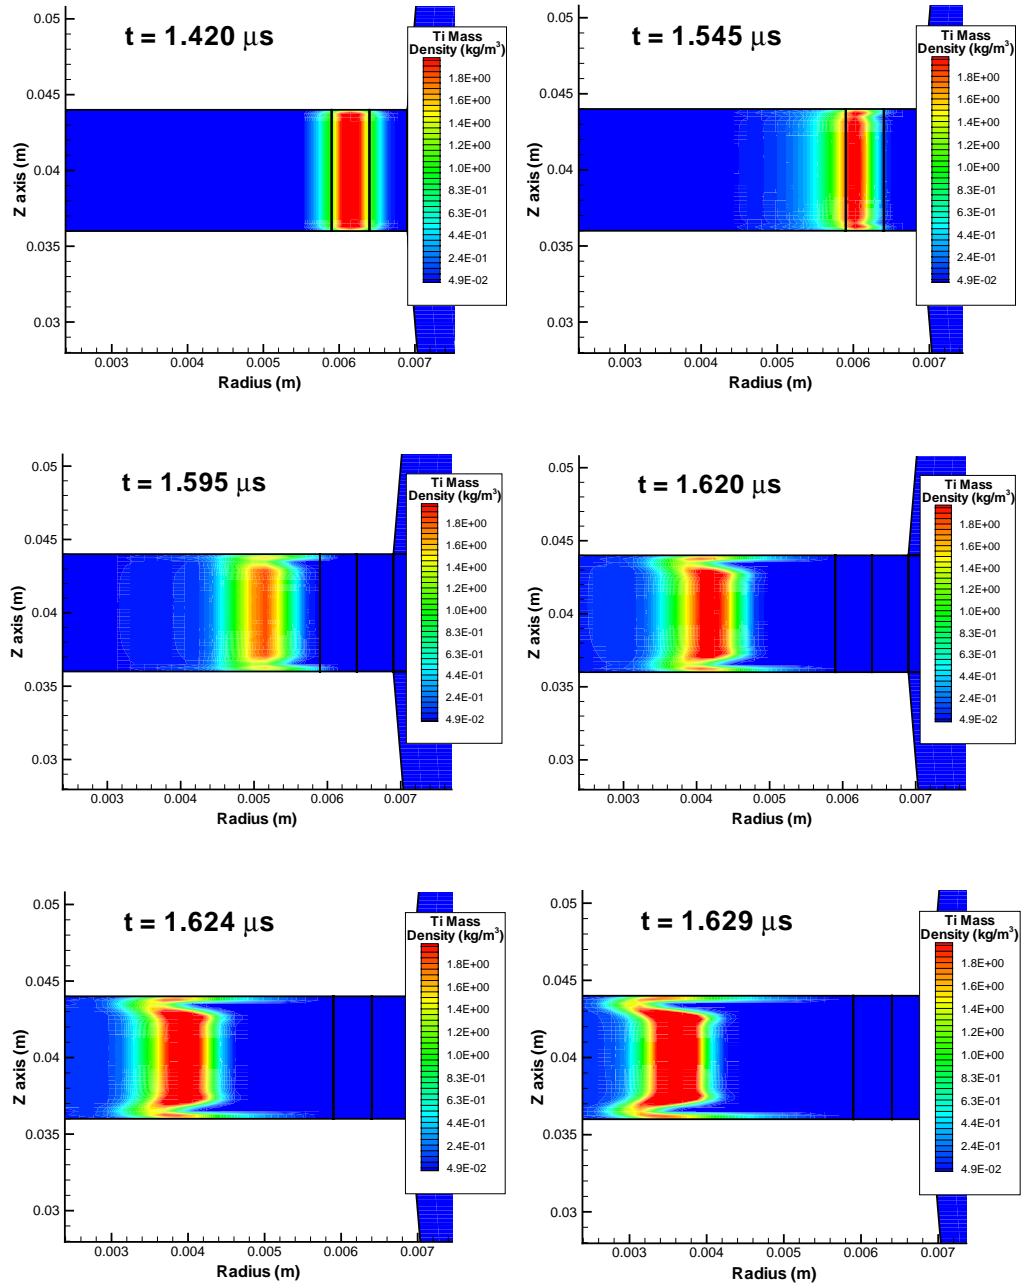 t = 1.420 μs
Ti Mass
Density (kg/m³)
1.8E+00
1.6E+00
1.4E+00
1.2E+00
1.0E+00
8.3E-01
6.3E-01
4.4E-01
2.4E-01
4.9E-02
0.05
0.045
0.04
0.035
0.03
Z axis (m)
0.003 0.004 0.005 0.006 0.007
Radius (m)
t = 1.545 μs
Ti Mass
Density (kg/m³)
1.8E+00
1.6E+00
1.4E+00
1.2E+00
1.0E+00
8.3E-01
6.3E-01
4.4E-01
2.4E-01
4.9E-02
0.05
0.045
0.04
0.035
0.03
Z axis (m)
0.003 0.004 0.005 0.006 0.007
Radius (m)
t = 1.595 μs
Ti Mass
Density (kg/m³)
1.8E+00
1.6E+00
1.4E+00
1.2E+00
1.0E+00
8.3E-01
6.3E-01
4.4E-01
2.4E-01
4.9E-02
0.05
0.045
0.04
0.035
0.03
Z axis (m)
0.003 0.004 0.005 0.006 0.007
Radius (m)
t = 1.620 μs
Ti Mass
Density (kg/m³)
1.8E+00
1.6E+00
1.4E+00
1.2E+00
1.0E+00
8.3E-01
6.3E-01
4.4E-01
2.4E-01
4.9E-02
0.05
0.045
0.04
0.035
0.03
Z axis (m)
0.003 0.004 0.005 0.006 0.007
Radius (m)
t = 1.624 μs
Ti Mass
Density (kg/m³)
1.8E+00
1.6E+00
1.4E+00
1.2E+00
1.0E+00
8.3E-01
6.3E-01
4.4E-01
2.4E-01
4.9E-02
0.05
0.045
0.04
0.035
0.03
Z axis (m)
0.003 0.004 0.005 0.006 0.007
Radius (m)
t = 1.629 μs
Ti Mass
Density (kg/m³)
1.8E+00
1.6E+00
1.4E+00
1.2E+00
1.0E+00
8.3E-01
6.3E-01
4.4E-01
2.4E-01
4.9E-02
0.05
0.045
0.04
0.035
0.03
Z axis (m)
0.003 0.004 0.005 0.006 0.007
Radius (m)